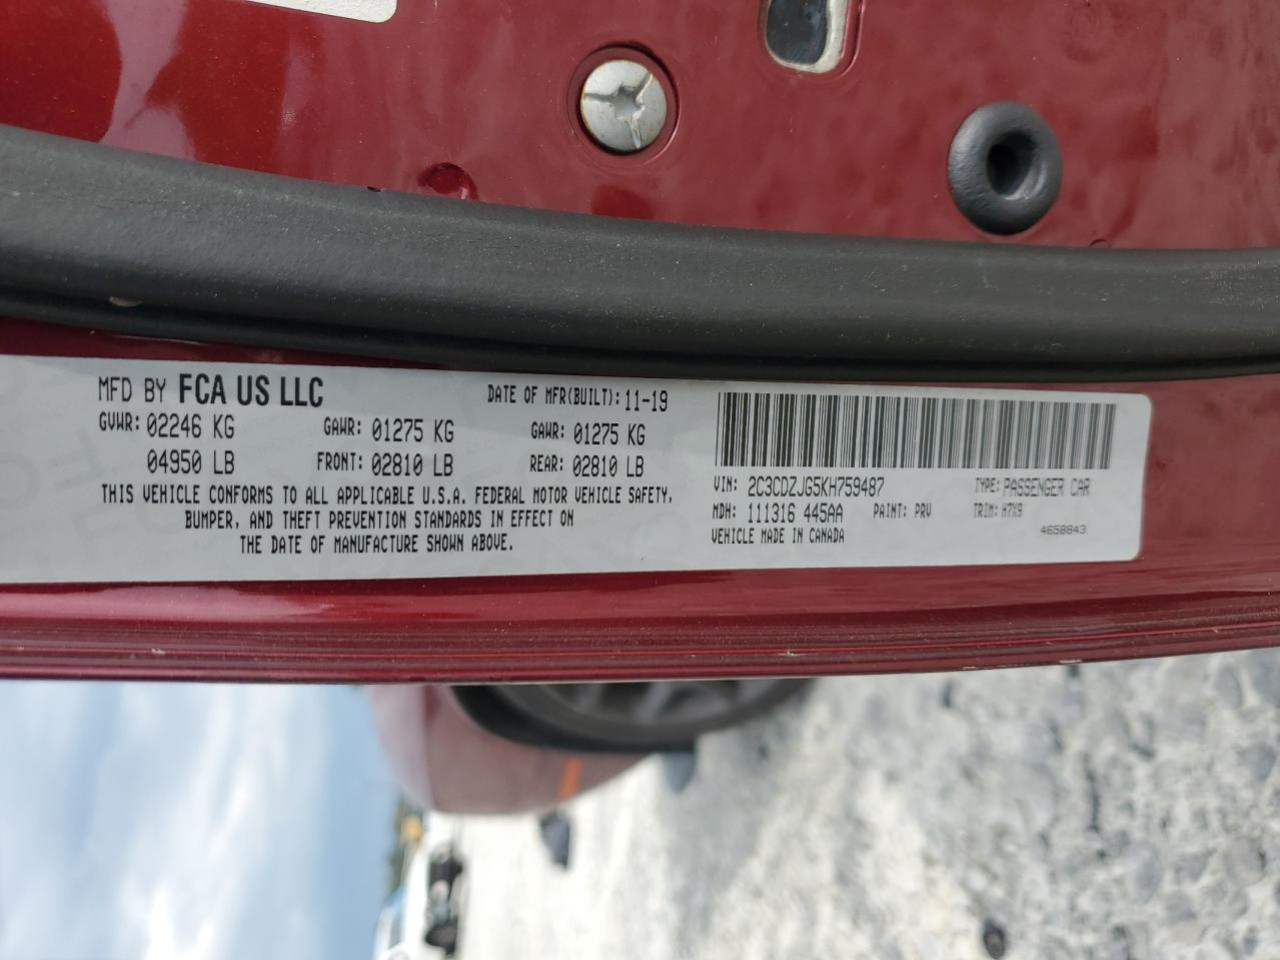 MFD BY FCA US LLC DATE OF MFR(BUILT): 11-19
GVWR: 02246 KG GAWR: 01275 KG GAWR: 01275 KG
04950 LB FRONT: 02810 LB REAR: 02810 LB
THIS VEHICLE CONFORMS TO ALL APPLICABLE U.S.A. FEDERAL MOTOR VEHICLE SAFETY,
BUMPER, AND THEFT PREVENTION STANDARDS IN EFFECT ON
THE DATE OF MANUFACTURE SHOWN ABOVE.
VIN: 2C3CDZJG5KH759487 TYPE: PASSENGER CAR
MDH: 111316 445AA PAINT: PRV TRIM: H7X9
VEHICLE MADE IN CANADA 4658843